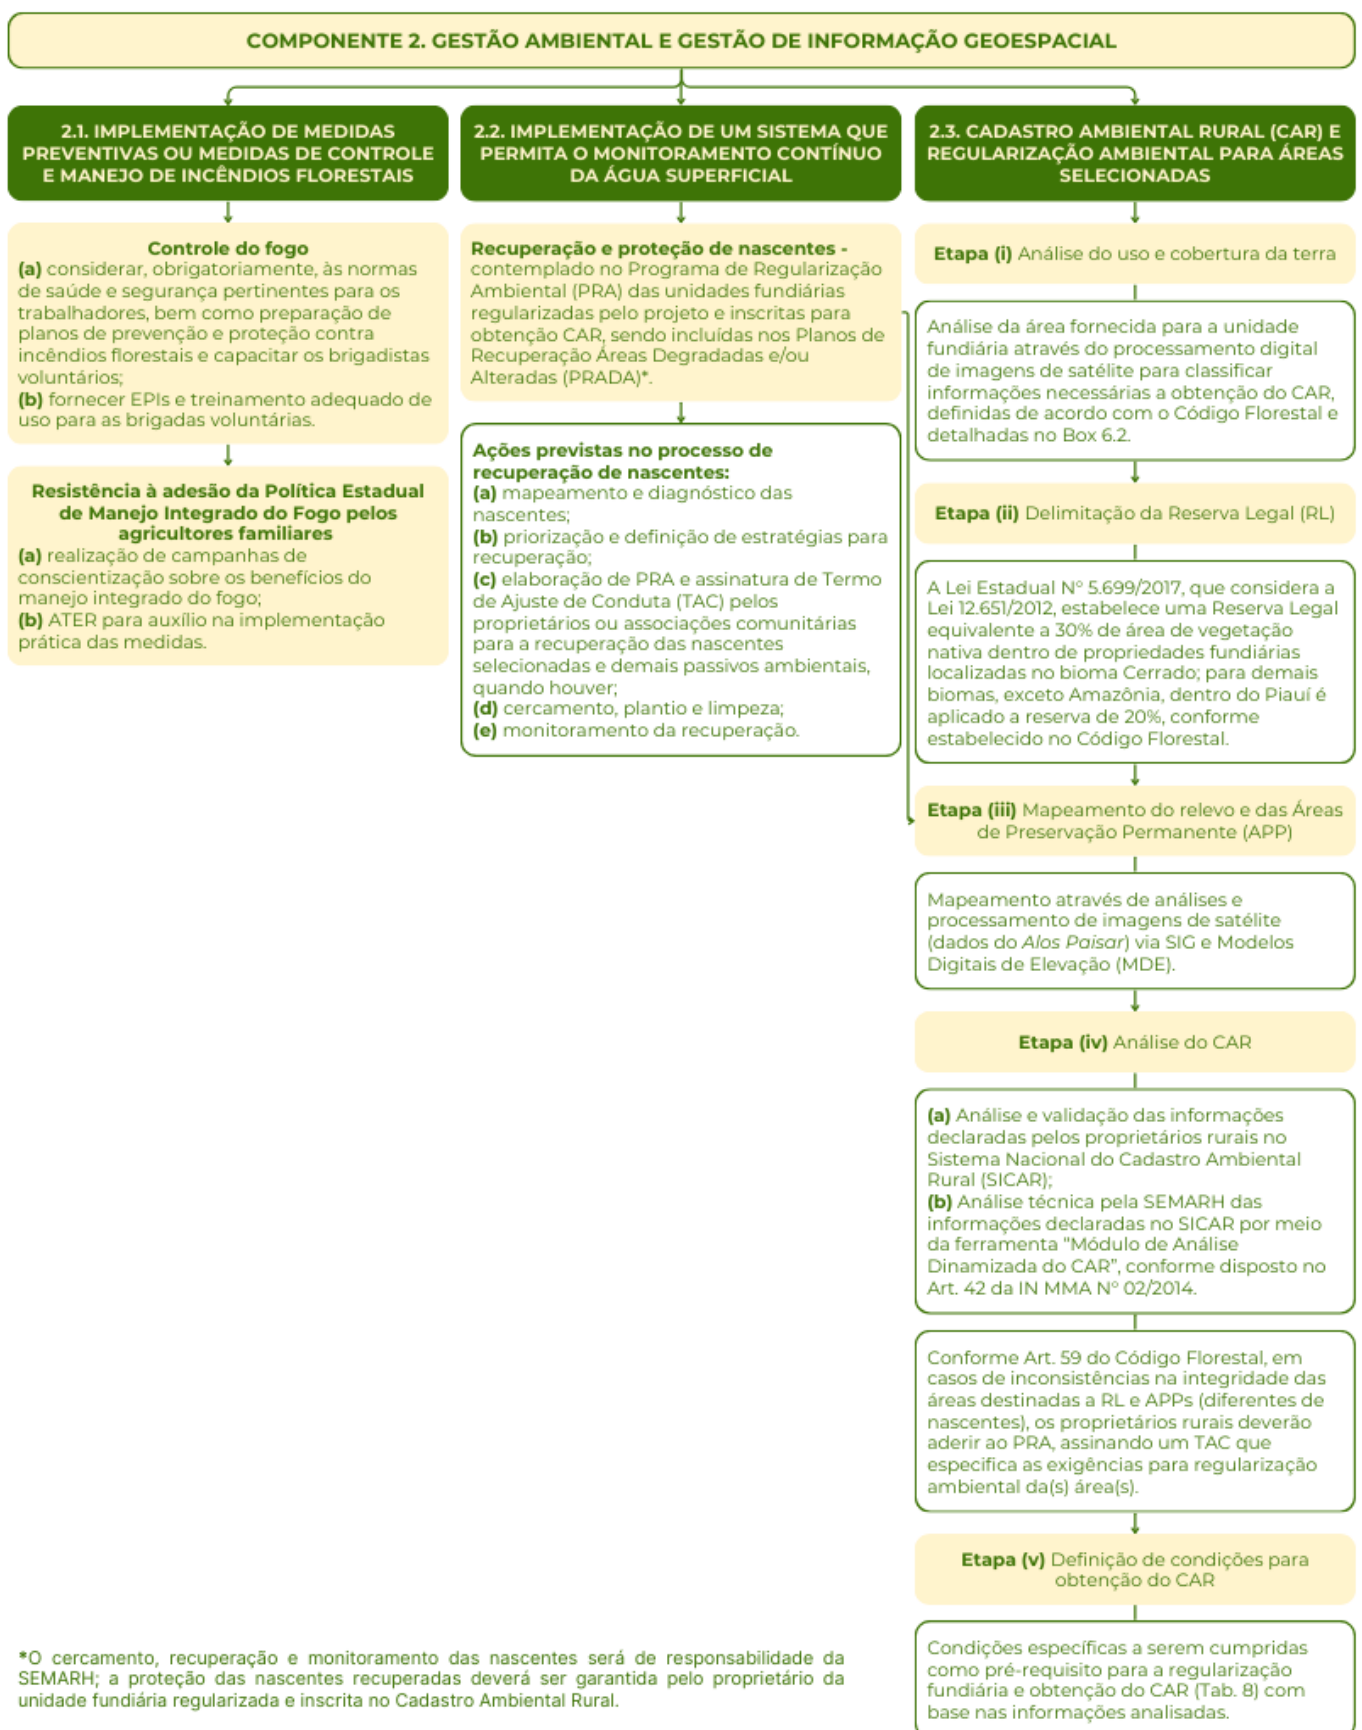 COMPONENTE 2. GESTÃO AMBIENTAL E GESTÃO DE INFORMAÇÃO GEOESPACIAL
2.1. IMPLEMENTAÇÃO DE MEDIDAS
PREVENTIVAS OU MEDIDAS DE CONTROLE
E MANEJO DE INCÊNDIOS FLORESTAIS
Controle do fogo
(a) considerar, obrigatoriamente, às normas
de saúde e segurança pertinentes para os
trabalhadores, bem como preparação de
planos de prevenção e proteção contra
incêndios florestais e capacitar os brigadistas
voluntários;
(b) fornecer EPIs e treinamento adequado de
uso para as brigadas voluntárias.
Resistência à adesão da Política Estadual
de Manejo Integrado do Fogo pelos
agricultores familiares
(a) realização de campanhas de
conscientização sobre os benefícios do
manejo integrado do fogo;
(b) ATER para auxílio na implementação
prática das medidas.
2.2. IMPLEMENTAÇÃO DE UM SISTEMA QUE
PERMITA O MONITORAMENTO CONTÍNUO
DA ÁGUA SUPERFICIAL
Recuperação e proteção de nascentes -
contemplado no Programa de Regularização
Ambiental (PRA) das unidades fundiárias
regularizadas pelo projeto e inscritas para
obtenção CAR, sendo incluídas nos Planos de
Recuperação Áreas Degradadas e/ou
Alteradas (PRADA)*.
Ações previstas no processo de
recuperação de nascentes:
(a) mapeamento e diagnóstico das
nascentes;
(b) priorização e definição de estratégias para
recuperação;
(c) elaboração de PRA e assinatura de Termo
de Ajuste de Conduta (TAC) pelos
proprietários ou associações comunitárias
para a recuperação das nascentes
selecionadas e demais passivos ambientais,
quando houver;
(d) cercamento, plantio e limpeza;
(e) monitoramento da recuperação.
2.3. CADASTRO AMBIENTAL RURAL (CAR) E
REGULARIZAÇÃO AMBIENTAL PARA ÁREAS
SELECIONADAS
Etapa (i) Análise do uso e cobertura da terra
Análise da área fornecida para a unidade
fundiária através do processamento digital
de imagens de satélite para classificar
informações necessárias a obtenção do CAR,
definidas de acordo com o Código Florestal e
detalhadas no Box 6.2.
Etapa (ii) Delimitação da Reserva Legal (RL)
A Lei Estadual N° 5.699/2017, que considera a
Lei 12.651/2012, estabelece uma Reserva Legal
equivalente a 30% de área de vegetação
nativa dentro de propriedades fundiárias
localizadas no bioma Cerrado; para demais
biomas, exceto Amazônia, dentro do Piauí é
aplicado a reserva de 20%, conforme
estabelecido no Código Florestal.
Etapa (iii) Mapeamento do relevo e das Áreas
de Preservação Permanente (APP)
Mapeamento através de análises e
processamento de imagens de satélite
(dados do Alos Palsar) via SIG e Modelos
Digitais de Elevação (MDE).
Etapa (iv) Análise do CAR
(a) Análise e validação das informações
declaradas pelos proprietários rurais no
Sistema Nacional do Cadastro Ambiental
Rural (SICAR);
(b) Análise técnica pela SEMARH das
informações declaradas no SICAR por meio
da ferramenta "Módulo de Análise
Dinamizada do CAR", conforme disposto no
Art. 42 da IN MMA N° 02/2014.
Conforme Art. 59 do Código Florestal, em
casos de inconsistências na integridade das
áreas destinadas a RL e APPs (diferentes de
nascentes), os proprietários rurais deverão
aderir ao PRA, assinando um TAC que
especifica as exigências para regularização
ambiental da(s) área(s).
Etapa (v) Definição de condições para
obtenção do CAR
Condições específicas a serem cumpridas
como pré-requisito para a regularização
fundiária e obtenção do CAR (Tab. 8) com
base nas informações analisadas.
*O cercamento, recuperação e monitoramento das nascentes será de responsabilidade da
SEMARH; a proteção das nascentes recuperadas deverá ser garantida pelo proprietário da
unidade fundiária regularizada e inscrita no Cadastro Ambiental Rural.